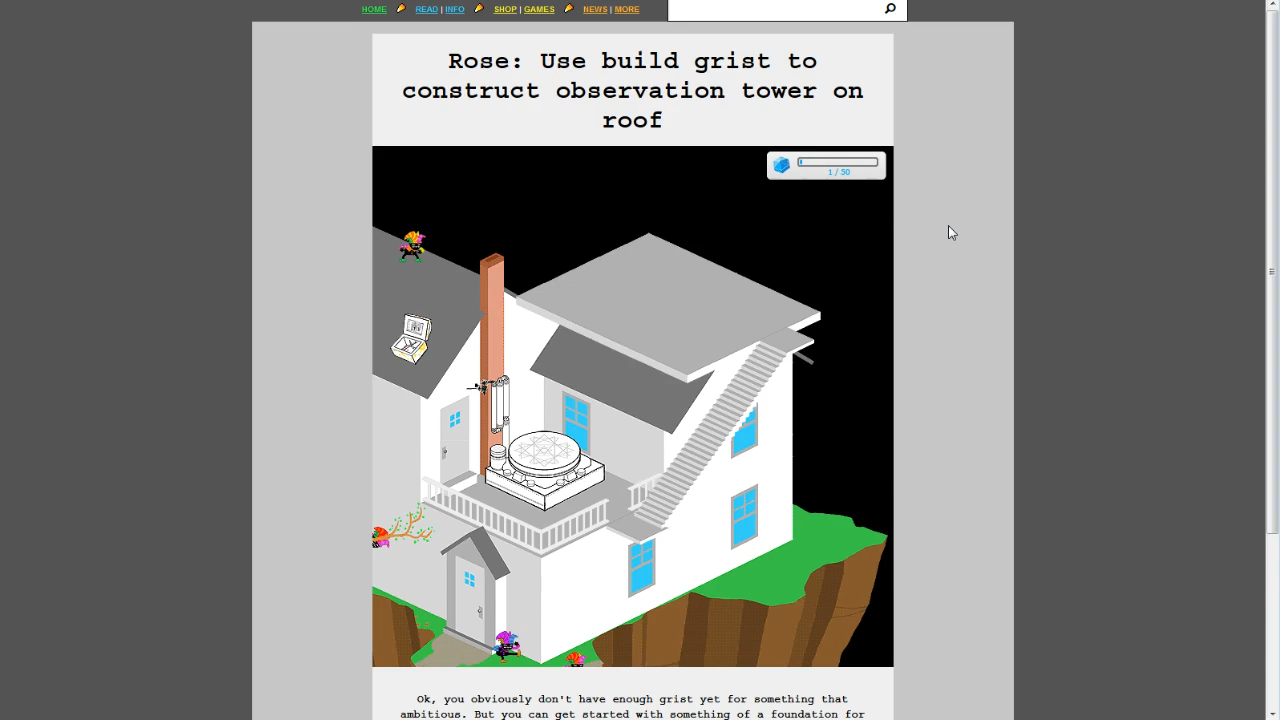 HOME READ | INFO SHOP | GAMES NEWS | MORE
Rose: Use build grist to
construct observation tower on
roof
1 / 50
Ok, you obviously don't have enough grist yet for something that
ambitious. But you can get started with something of a foundation for